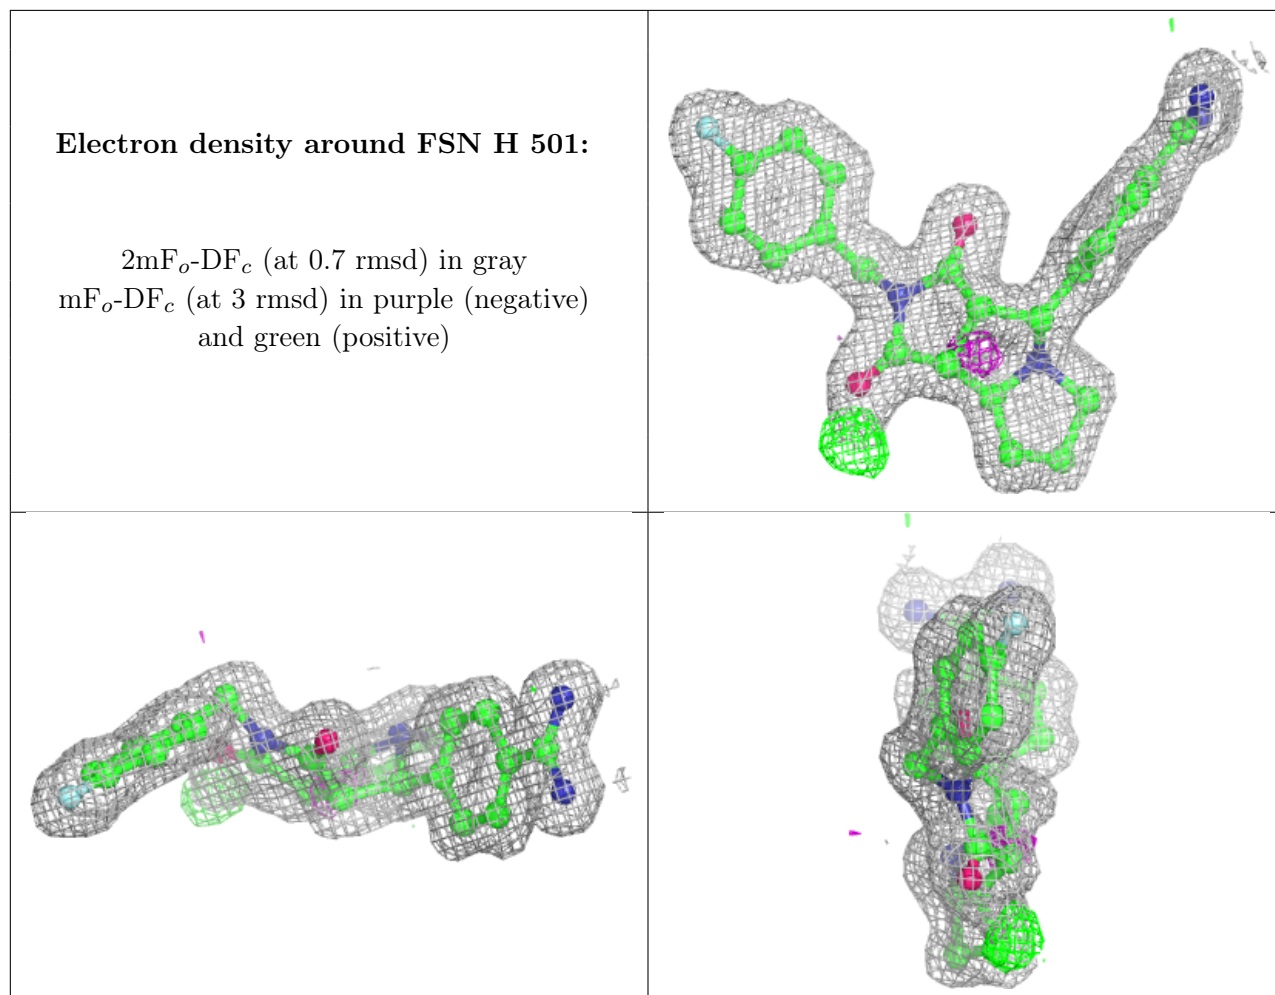 Electron density around FSN H 501:
2mFₒ-DF𝒸 (at 0.7 rmsd) in gray
mFₒ-DF𝒸 (at 3 rmsd) in purple (negative)
and green (positive)